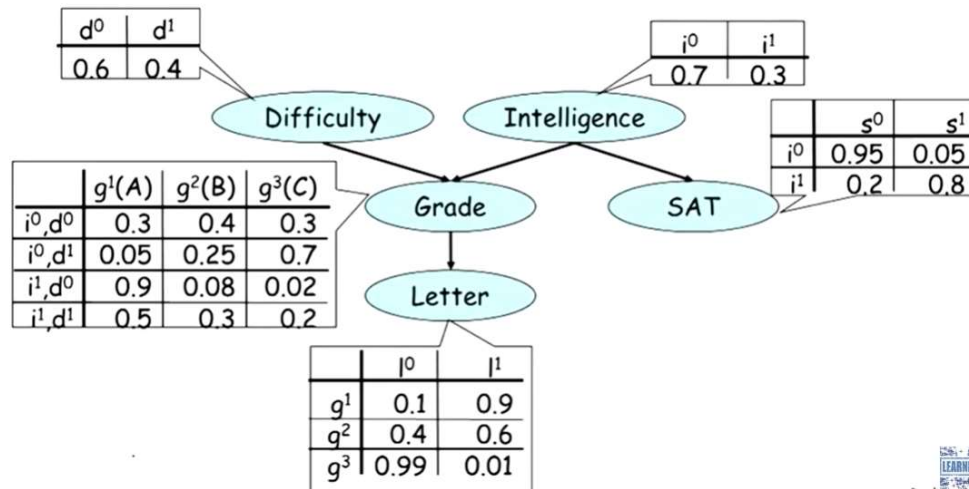 d⁰ d¹
0.6 0.4
i⁰ i¹
0.7 0.3
Difficulty
Intelligence
s⁰ s¹
i⁰ 0.95 0.05
i¹ 0.2 0.8
g¹(A) g²(B) g³(C)
i⁰,d⁰ 0.3 0.4 0.3
i⁰,d¹ 0.05 0.25 0.7
i¹,d⁰ 0.9 0.08 0.02
i¹,d¹ 0.5 0.3 0.2
Grade
SAT
Letter
l⁰ l¹
g¹ 0.1 0.9
g² 0.4 0.6
g³ 0.99 0.01